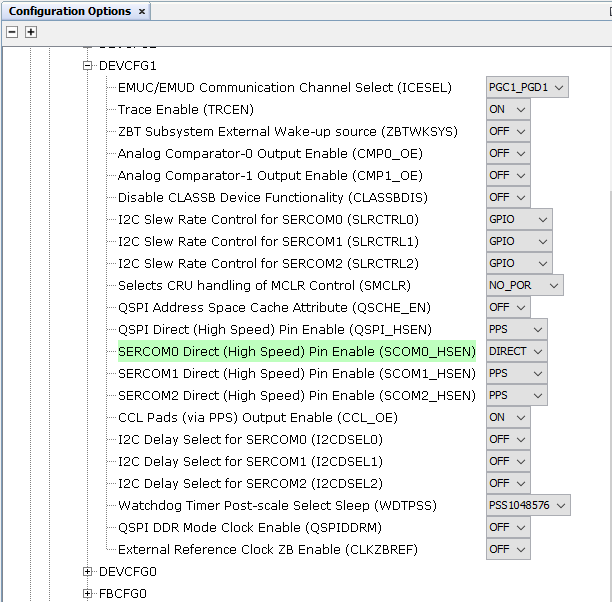 Configuration Options ×
DEVCFG1
EMUC/EMUD Communication Channel Select (ICESEL) PGC1_PGD1
Trace Enable (TRCEN) ON
ZBT Subsystem External Wake-up source (ZBTWKSYS) OFF
Analog Comparator-0 Output Enable (CMP0_OE) OFF
Analog Comparator-1 Output Enable (CMP1_OE) OFF
Disable CLASSB Device Functionality (CLASSBDIS) OFF
I2C Slew Rate Control for SERCOM0 (SLRCTRL0) GPIO
I2C Slew Rate Control for SERCOM1 (SLRCTRL1) GPIO
I2C Slew Rate Control for SERCOM2 (SLRCTRL2) GPIO
Selects CRU handling of MCLR Control (SMCLR) NO_POR
QSPI Address Space Cache Attribute (QSCHE_EN) OFF
QSPI Direct (High Speed) Pin Enable (QSPI_HSEN) PPS
SERCOM0 Direct (High Speed) Pin Enable (SCOM0_HSEN) DIRECT
SERCOM1 Direct (High Speed) Pin Enable (SCOM1_HSEN) PPS
SERCOM2 Direct (High Speed) Pin Enable (SCOM2_HSEN) PPS
CCL Pads (via PPS) Output Enable (CCL_OE) ON
I2C Delay Select for SERCOM0 (I2CDSEL0) OFF
I2C Delay Select for SERCOM1 (I2CDSEL1) OFF
I2C Delay Select for SERCOM2 (I2CDSEL2) OFF
Watchdog Timer Post-scale Select Sleep (WDTPSS) PSS1048576
QSPI DDR Mode Clock Enable (QSPIDDRM) OFF
External Reference Clock ZB Enable (CLKZBREF) OFF
DEVCFG0
FBCFG0